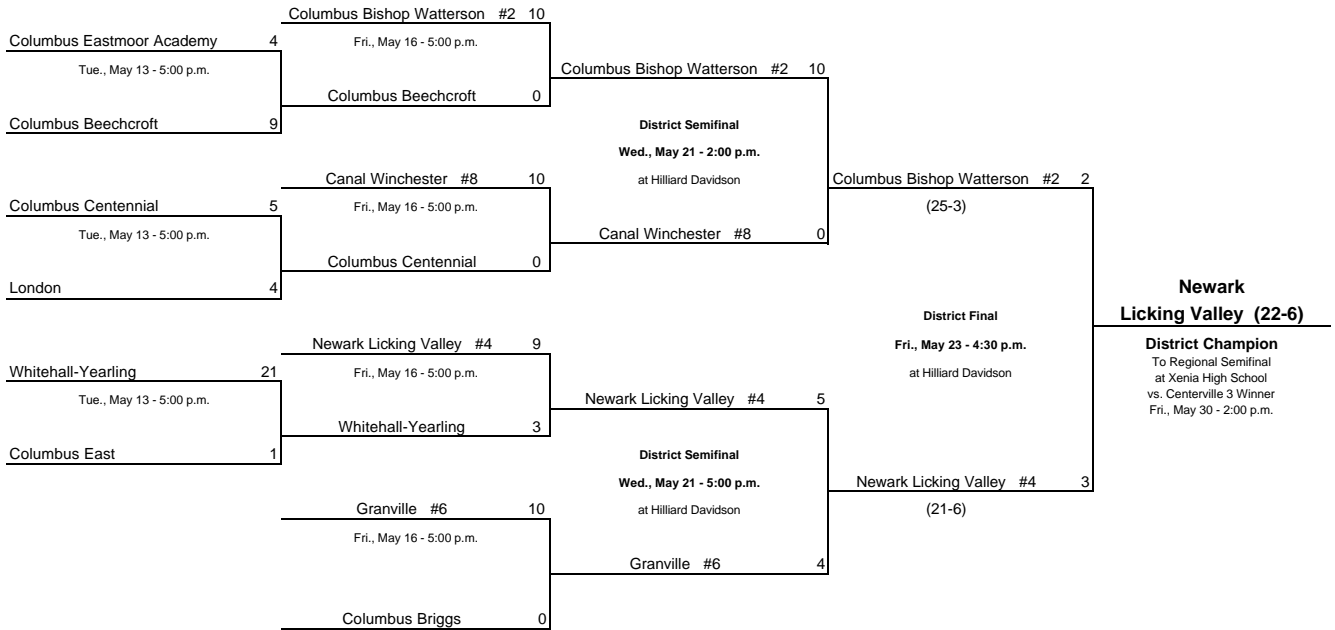 Columbus Bishop Watterson #2 10
Columbus Eastmoor Academy 4
Fri., May 16 - 5:00 p.m.
Tue., May 13 - 5:00 p.m.
Columbus Bishop Watterson #2 10
Columbus Beechcroft 0
Columbus Beechcroft 9
District Semifinal
Wed., May 21 - 2:00 p.m.
at Hilliard Davidson
Canal Winchester #8 10
Columbus Bishop Watterson #2 2
(25-3)
Columbus Centennial 5
Fri., May 16 - 5:00 p.m.
Tue., May 13 - 5:00 p.m.
Canal Winchester #8 0
Columbus Centennial 0
London 4
Newark
Licking Valley (22-6)
District Champion
To Regional Semifinal
at Xenia High School
vs. Centerville 3 Winner
Fri., May 30 - 2:00 p.m.
District Final
Fri., May 23 - 4:30 p.m.
at Hilliard Davidson
Newark Licking Valley #4 9
Whitehall-Yearling 21
Fri., May 16 - 5:00 p.m.
Tue., May 13 - 5:00 p.m.
Newark Licking Valley #4 5
Whitehall-Yearling 3
Columbus East 1
District Semifinal
Wed., May 21 - 5:00 p.m.
at Hilliard Davidson
Newark Licking Valley #4 3
(21-6)
Granville #6 10
Fri., May 16 - 5:00 p.m.
Granville #6 4
Columbus Briggs 0